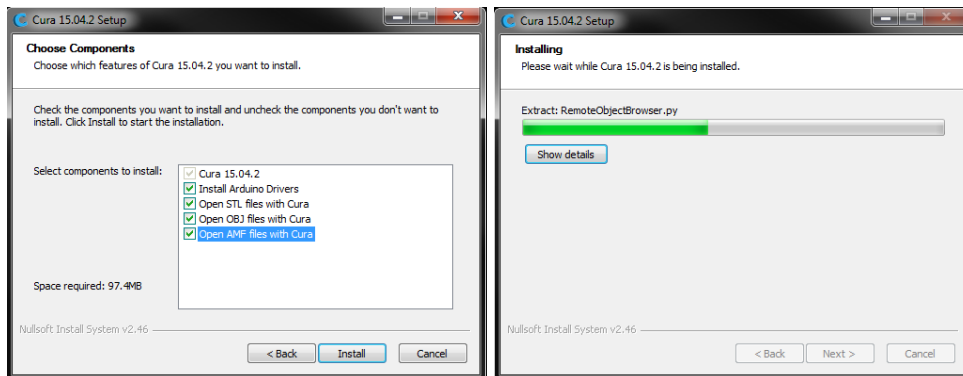 Cura 15.04.2 Setup
Choose Components
Choose which features of Cura 15.04.2 you want to install.
Check the components you want to install and uncheck the components you don't want to
install. Click Install to start the installation.
Select components to install:
Cura 15.04.2
Install Arduino Drivers
Open STL files with Cura
Open OBJ files with Cura
Open AMF files with Cura
Space required: 97.4MB
Nullsoft Install System v2.46
< Back Install Cancel
Cura 15.04.2 Setup
Installing
Please wait while Cura 15.04.2 is being installed.
Extract: RemoteObjectBrowser.py
Show details
Nullsoft Install System v2.46
< Back Next > Cancel